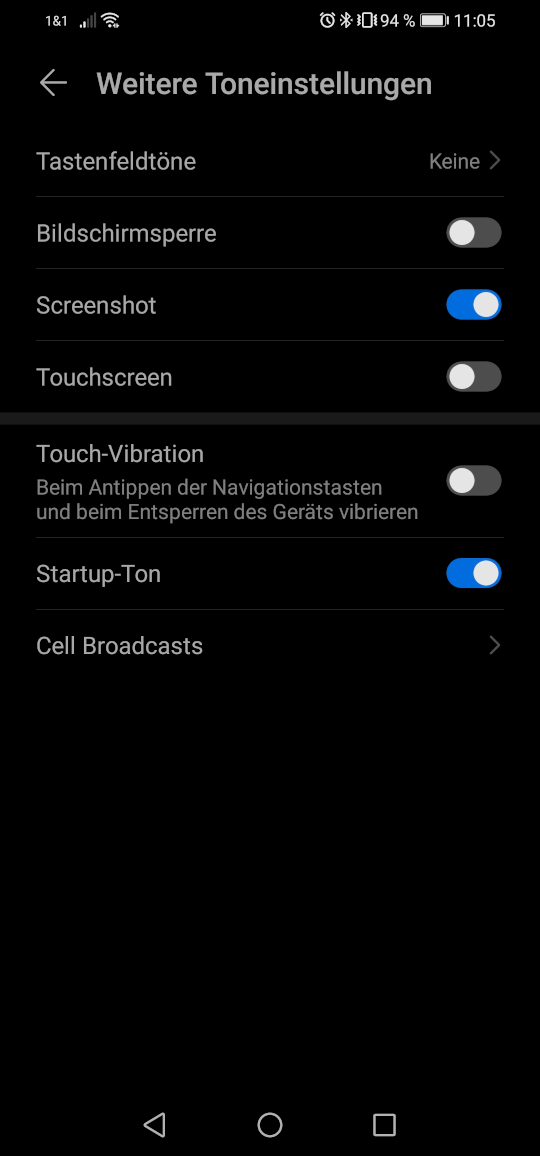 1&1 94 % 11:05
Weitere Toneinstellungen
Tastenfeldtöne Keine
Bildschirmsperre
Screenshot
Touchscreen
Touch-Vibration
Beim Antippen der Navigationstasten
und beim Entsperren des Geräts vibrieren
Startup-Ton
Cell Broadcasts